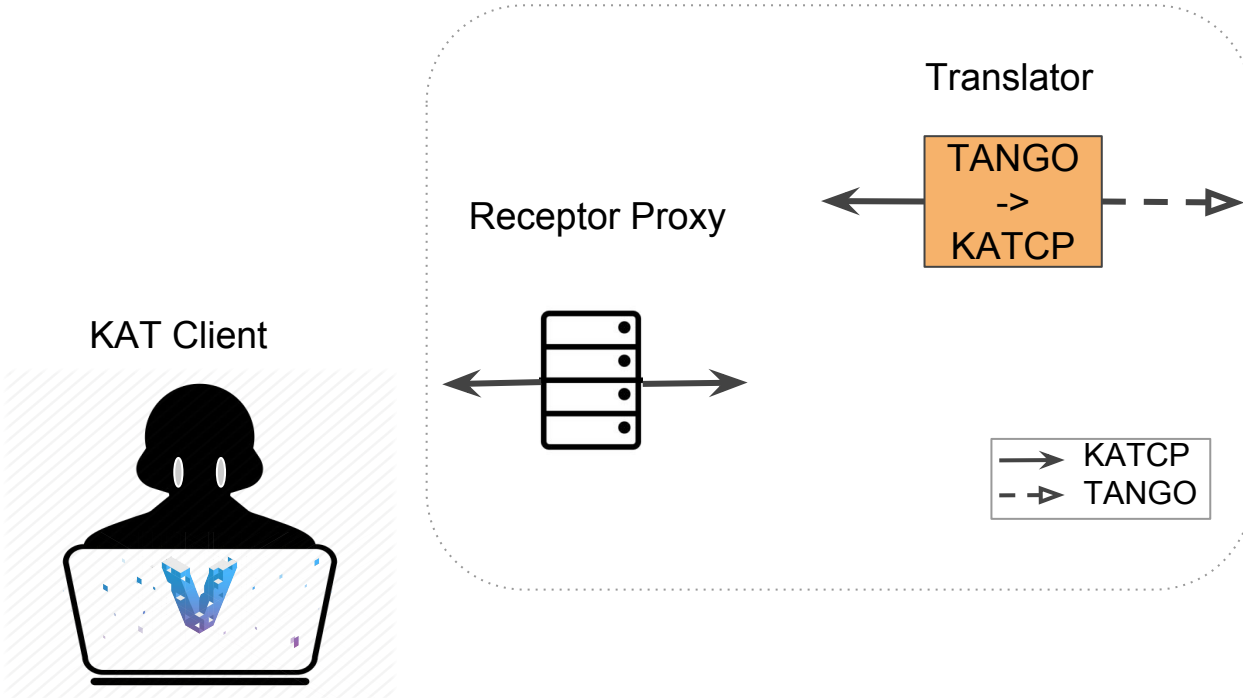 Translator
TANGO
->
KATCP
Receptor Proxy
KAT Client
KATCP
TANGO